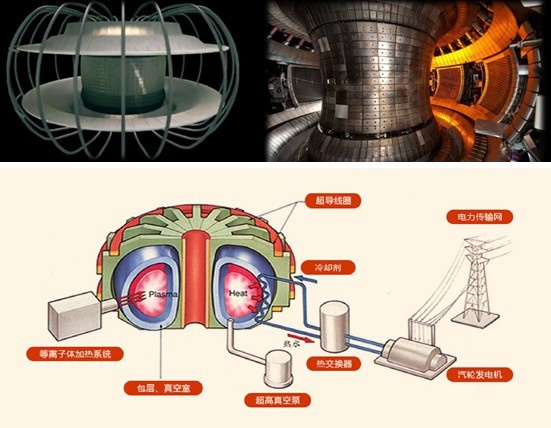 超导线圈
电力传输网
冷却剂
Plasma
Heat
热水
等离子体加热系统
热交换器
汽轮发电机
包层、真空室
超高真空泵